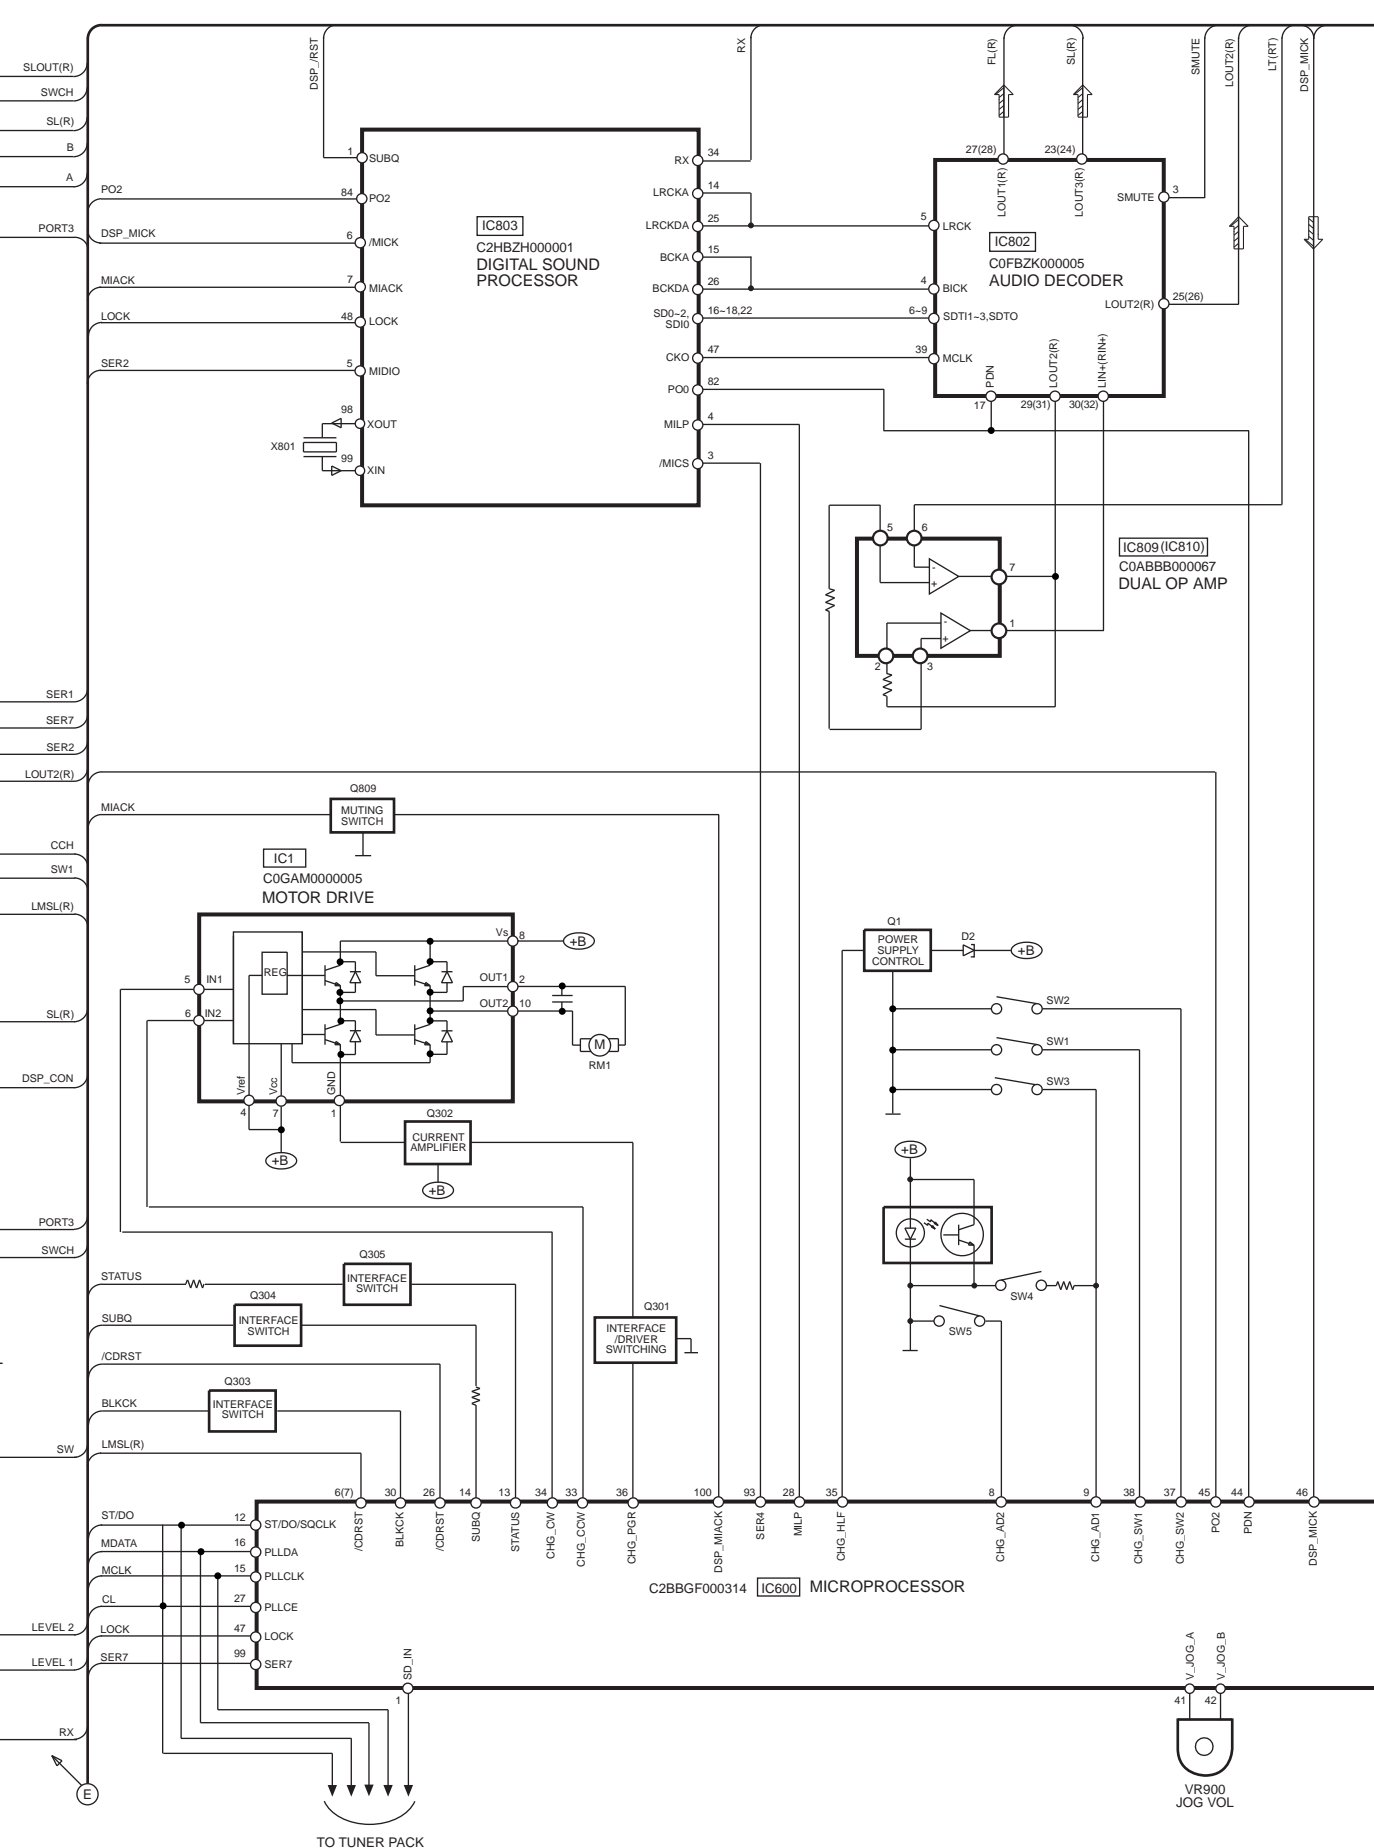 DSP_/RST
RX
FL(R)
SL(R)
SMUTE
LOUT2(R)
LT(RT)
DSP_MICK
SLOUT(R)
SWCH
SL(R)
B
A
PORT3
PO2
DSP_MICK
MIACK
LOCK
SER2
1
84
6
7
48
5
98
99
X801
SUBQ
PO2
/MICK
MIACK
LOCK
MIDIO
XOUT
XIN
IC803
C2HBZH000001
DIGITAL SOUND
PROCESSOR
RX
LRCKA
LRCKDA
BCKA
BCKDA
SD0~2,
SDI0
CKO
PO0
MILP
/MICS
34
14
25
15
26
16~18,22
47
82
4
3
27(28)
23(24)
LOUT1(R)
LOUT3(R)
SMUTE
3
5
LRCK
IC802
C0FBZK000005
AUDIO DECODER
4
BICK
LOUT2(R)
25(26)
6~9
SDTI1~3,SDTO
39
MCLK
PDN
LOUT2(R)
LIN+(RIN+)
17
29(31)
30(32)
5
6
-
+
7
-
+
1
2
3
IC809(IC810)
C0ABBB000067
DUAL OP AMP
SER1
SER7
SER2
LOUT2(R)
MIACK
Q809
MUTING
SWITCH
CCH
SW1
LMSL(R)
SL(R)
DSP_CON
PORT3
SWCH
SW
LEVEL 2
LEVEL 1
RX
E
IC1
C0GAM0000005
MOTOR DRIVE
REG
5
IN1
6
IN2
Vs
8
+B
OUT1
2
OUT2
10
M
RM1
Vref
Vcc
GND
4
7
1
+B
Q302
CURRENT
AMPLIFIER
+B
Q1
POWER
SUPPLY
CONTROL
D2
+B
SW2
SW1
SW3
+B
SW4
SW5
STATUS
Q305
INTERFACE
SWITCH
SUBQ
Q304
INTERFACE
SWITCH
/CDRST
BLKCK
Q303
INTERFACE
SWITCH
LMSL(R)
Q301
INTERFACE
/DRIVER
SWITCHING
6(7)
30
26
14
13
34
33
36
100
93
28
35
8
9
38
37
45
44
46
/CDRST
BLKCK
/CDRST
SUBQ
STATUS
CHG_CW
CHG_CCW
CHG_PGR
DSP_MIACK
SER4
MILP
CHG_HLF
CHG_AD2
CHG_AD1
CHG_SW1
CHG_SW2
PO2
PDN
DSP_MICK
ST/DO
12
ST/DO/SQCLK
MDATA
16
PLLDA
MCLK
15
PLLCLK
CL
27
PLLCE
LOCK
47
LOCK
SER7
99
SER7
C2BBGF000314
IC600
MICROPROCESSOR
SD_IN
1
V_JOG_A
V_JOG_B
41
42
VR900
JOG VOL
TO TUNER PACK